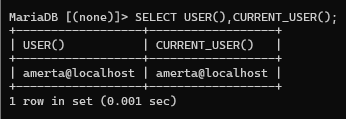 MariaDB [(none)]> SELECT USER(),CURRENT_USER();
+------------------+------------------+
| USER()           | CURRENT_USER()   |
+------------------+------------------+
| amerta@localhost | amerta@localhost |
+------------------+------------------+
1 row in set (0.001 sec)